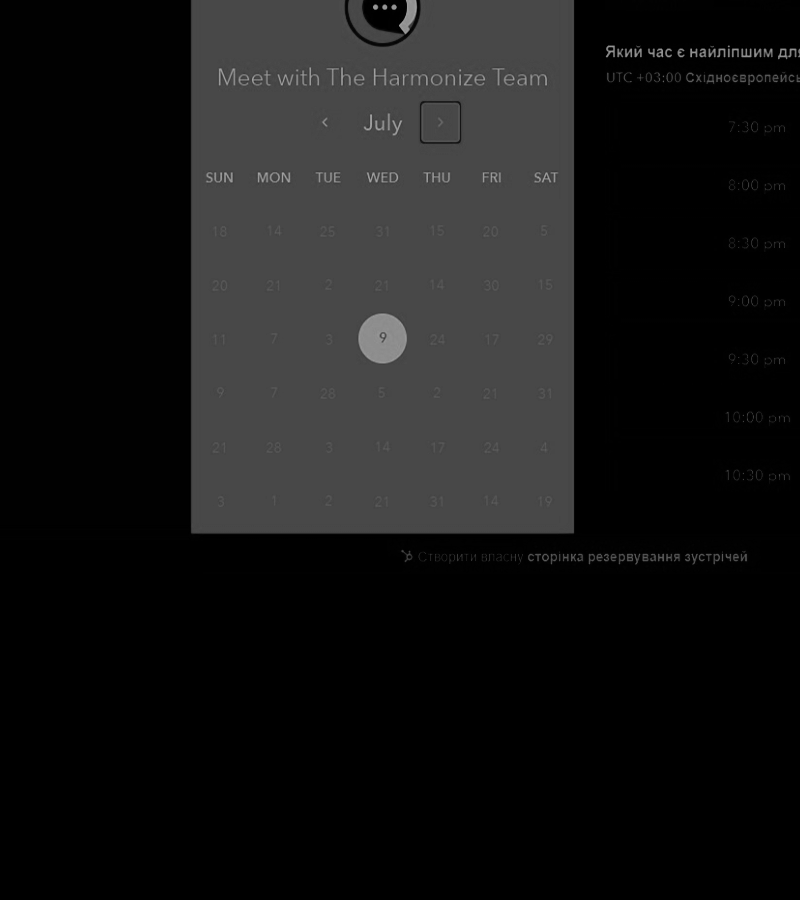 Meet with The Harmonize Team
July
SUN MON TUE WED THU FRI SAT
18 14 25 31 15 20 5
20 21 2 21 14 30 15
11 7 3 9 24 17 29
9 7 28 5 2 21 31
21 28 3 14 17 24 4
3 1 2 21 31 14 19
Який час є найліпшим для
UTC +03:00 Східноєвропейсь
7:30 pm
8:00 pm
8:30 pm
9:00 pm
9:30 pm
10:00 pm
10:30 pm
Створити власну сторінка резервування зустрічей